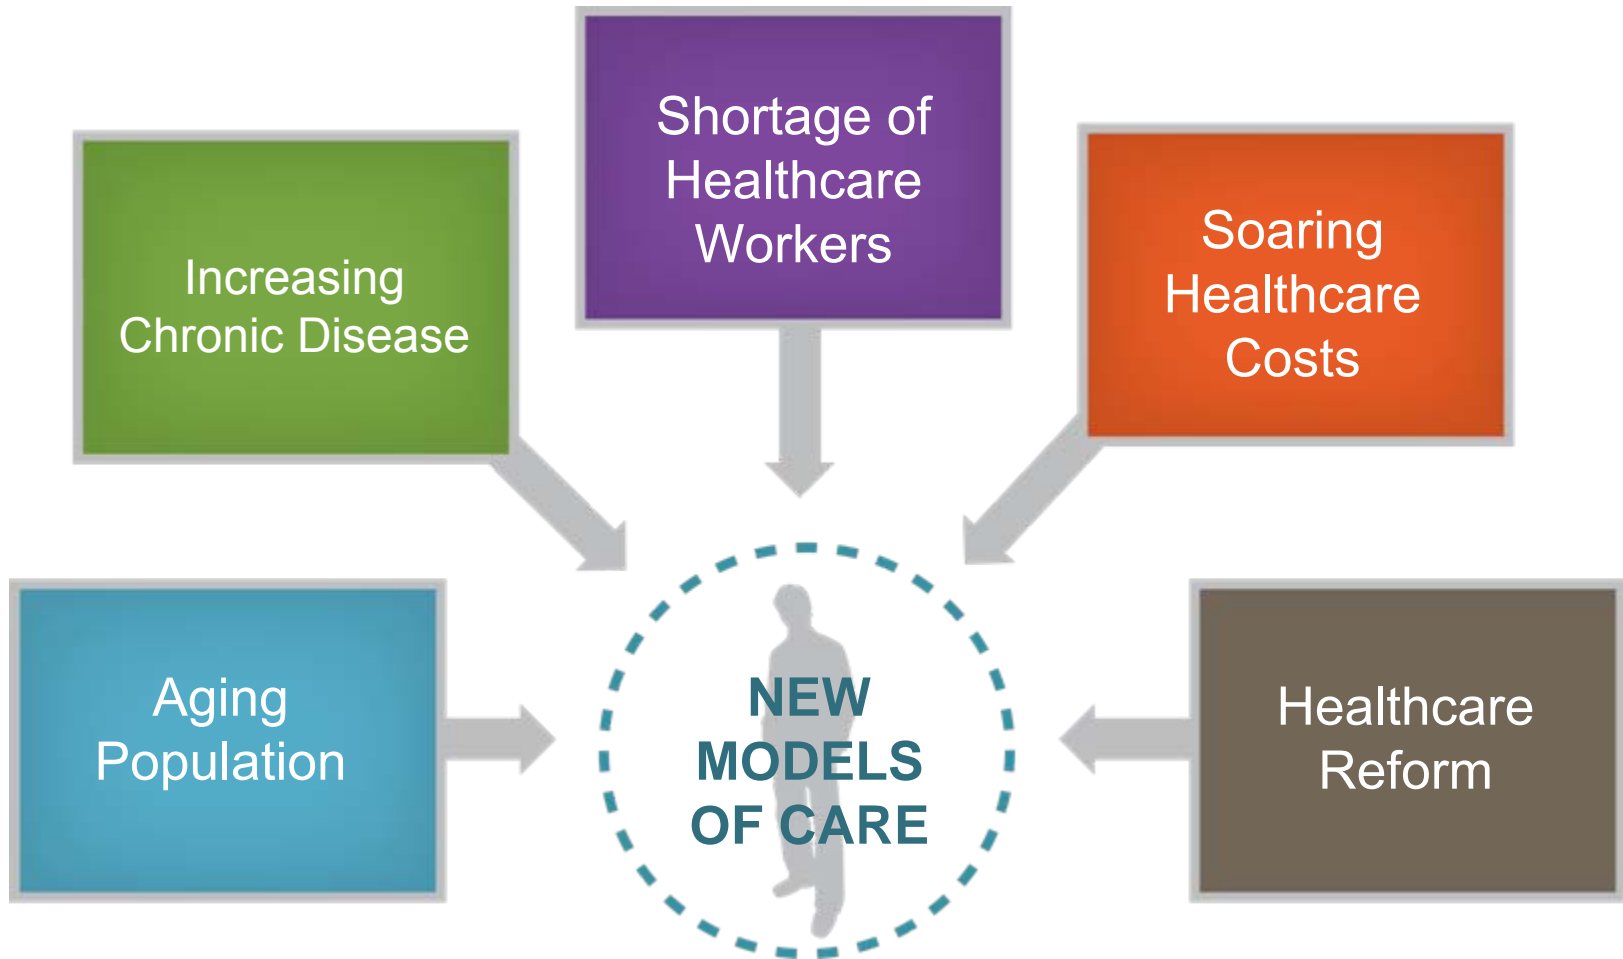 Shortage of
Healthcare
Workers
Increasing
Chronic Disease
Soaring
Healthcare
Costs
Aging
Population
NEW
MODELS
OF CARE
Healthcare
Reform